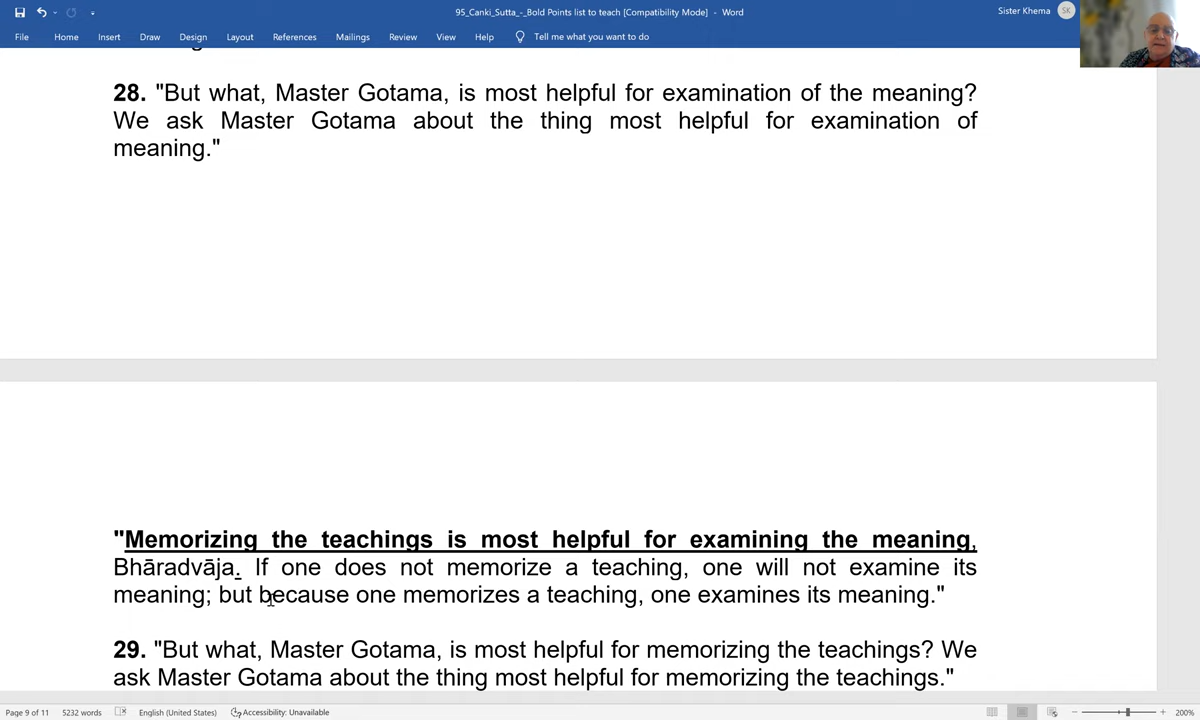 95_Canki_Sutta_-_Bold Points list to teach [Compatibility Mode] - Word
Sister Khema
SK
File Home Insert Draw Design Layout References Mailings Review View Help Tell me what you want to do
28. "But what, Master Gotama, is most helpful for examination of the meaning?
We ask Master Gotama about the thing most helpful for examination of
meaning."
"Memorizing the teachings is most helpful for examining the meaning,
Bhāradvāja. If one does not memorize a teaching, one will not examine its
meaning; but because one memorizes a teaching, one examines its meaning."
29. "But what, Master Gotama, is most helpful for memorizing the teachings? We
ask Master Gotama about the thing most helpful for memorizing the teachings."
Page 9 of 11 5232 words English (United States) Accessibility: Unavailable 200%